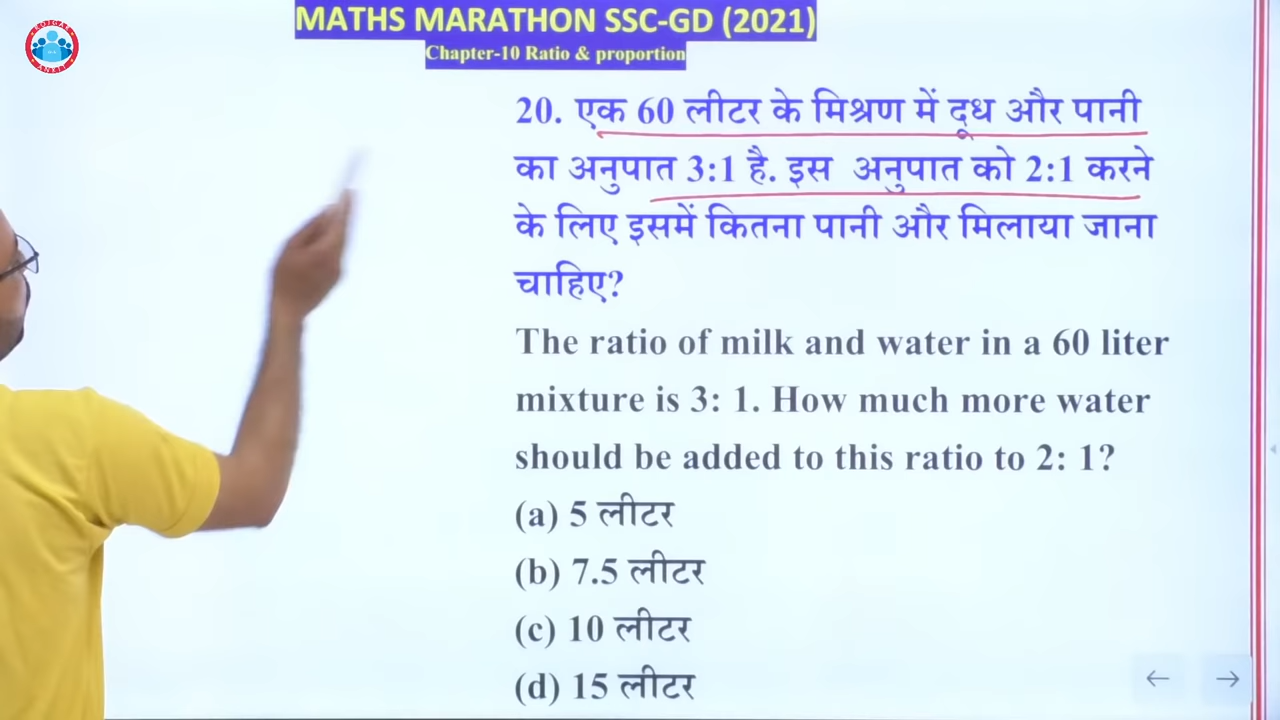 MATHS MARATHON SSC-GD (2021)
Chapter-10 Ratio & proportion
ROJGAR
ANKIT
20. एक 60 लीटर के मिश्रण में दूध और पानी
का अनुपात 3:1 है. इस अनुपात को 2:1 करने
के लिए इसमें कितना पानी और मिलाया जाना
चाहिए?
The ratio of milk and water in a 60 liter
mixture is 3: 1. How much more water
should be added to this ratio to 2: 1?
(a) 5 लीटर
(b) 7.5 लीटर
(c) 10 लीटर
(d) 15 लीटर